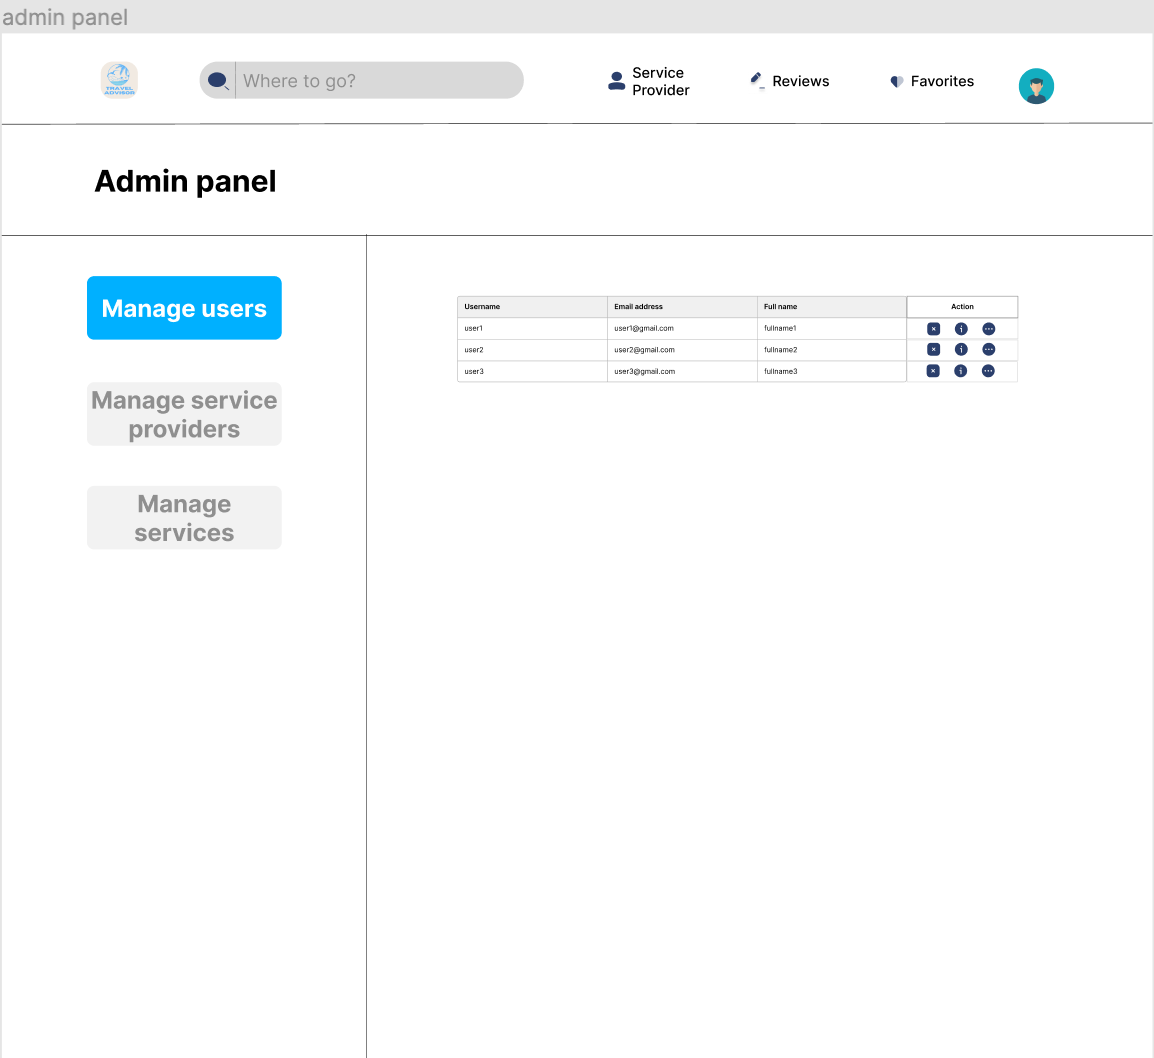 admin panel
TRAVEL
ADVISOR
Where to go?
Service
Provider
Reviews
Favorites
Admin panel
Manage users
Manage service
providers
Manage
services
Username Email address Full name Action
user1 user1@gmail.com fullname1
user2 user2@gmail.com fullname2
user3 user3@gmail.com fullname3